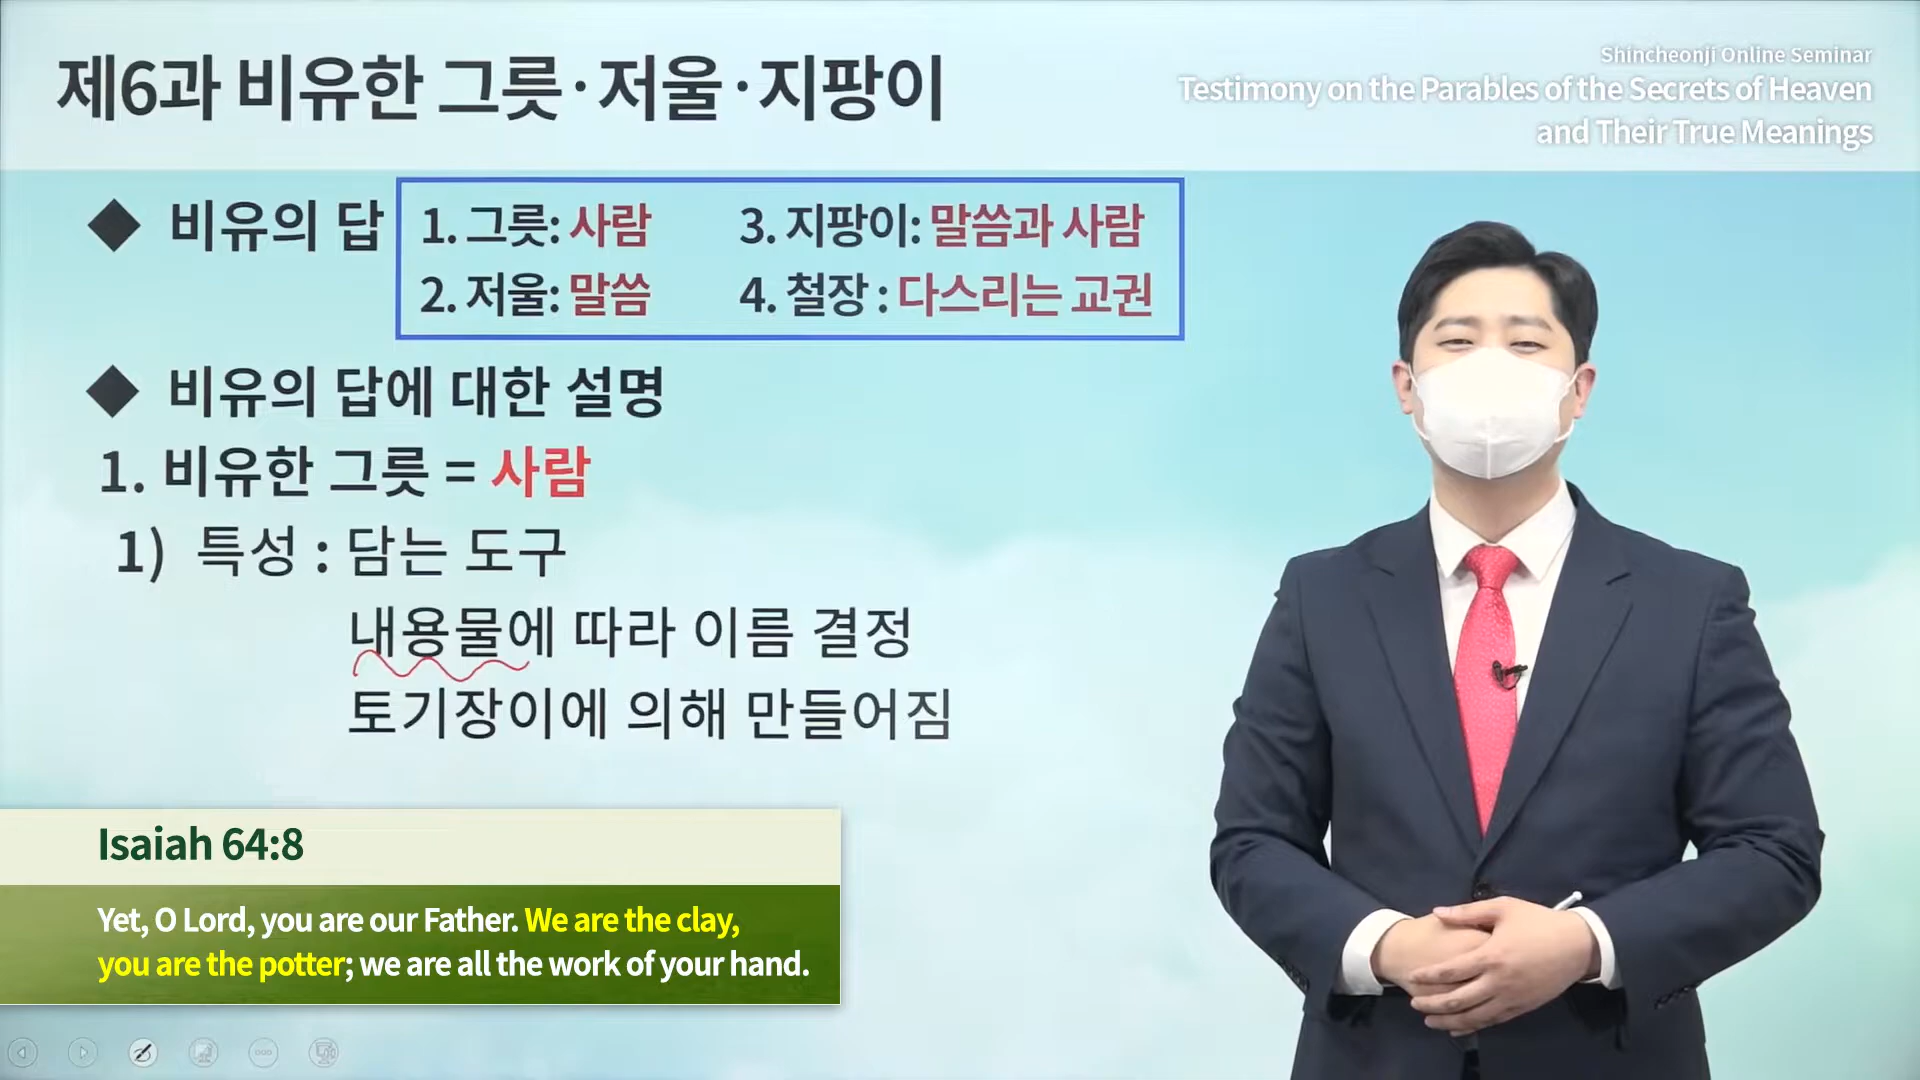 제6과 비유한 그릇·저울·지팡이
Shincheonji Online Seminar
Testimony on the Parables of the Secrets of Heaven
and Their True Meanings
◆ 비유의 답
1. 그릇: 사람
2. 저울: 말씀
3. 지팡이: 말씀과 사람
4. 철장 : 다스리는 교권
◆ 비유의 답에 대한 설명
1. 비유한 그릇 = 사람
1) 특성 : 담는 도구
내용물에 따라 이름 결정
토기장이에 의해 만들어짐
Isaiah 64:8
Yet, O Lord, you are our Father. We are the clay,
you are the potter; we are all the work of your hand.